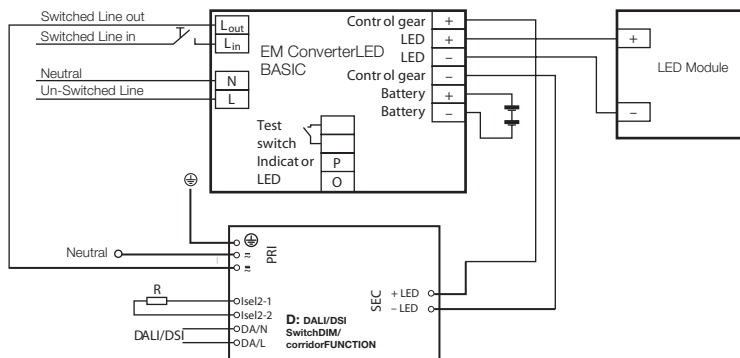 Switched Line out
Switched Line in
Neutral
Un-Switched Line
Lout
Lin
N
L
EM ConverterLED
BASIC
Test
switch
Indicat or
LED
P
O
Control gear +
LED +
LED –
Control gear –
Battery +
Battery –
+
–
LED Module
Neutral
PRI
~
~
R
Isel2-1
Isel2-2
DALI/DSI
DA/N
DA/L
D: DALI/DSI
SwitchDIM/
corridorFUNCTION
SEC
+ LED
– LED